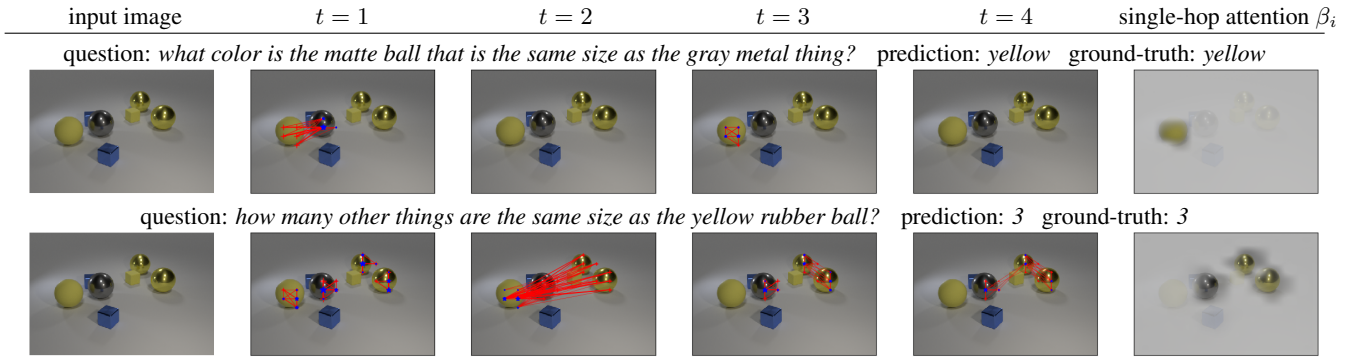 input image t = 1 t = 2 t = 3 t = 4 single-hop attention βi
question: what color is the matte ball that is the same size as the gray metal thing? prediction: yellow ground-truth: yellow
question: how many other things are the same size as the yellow rubber ball? prediction: 3 ground-truth: 3